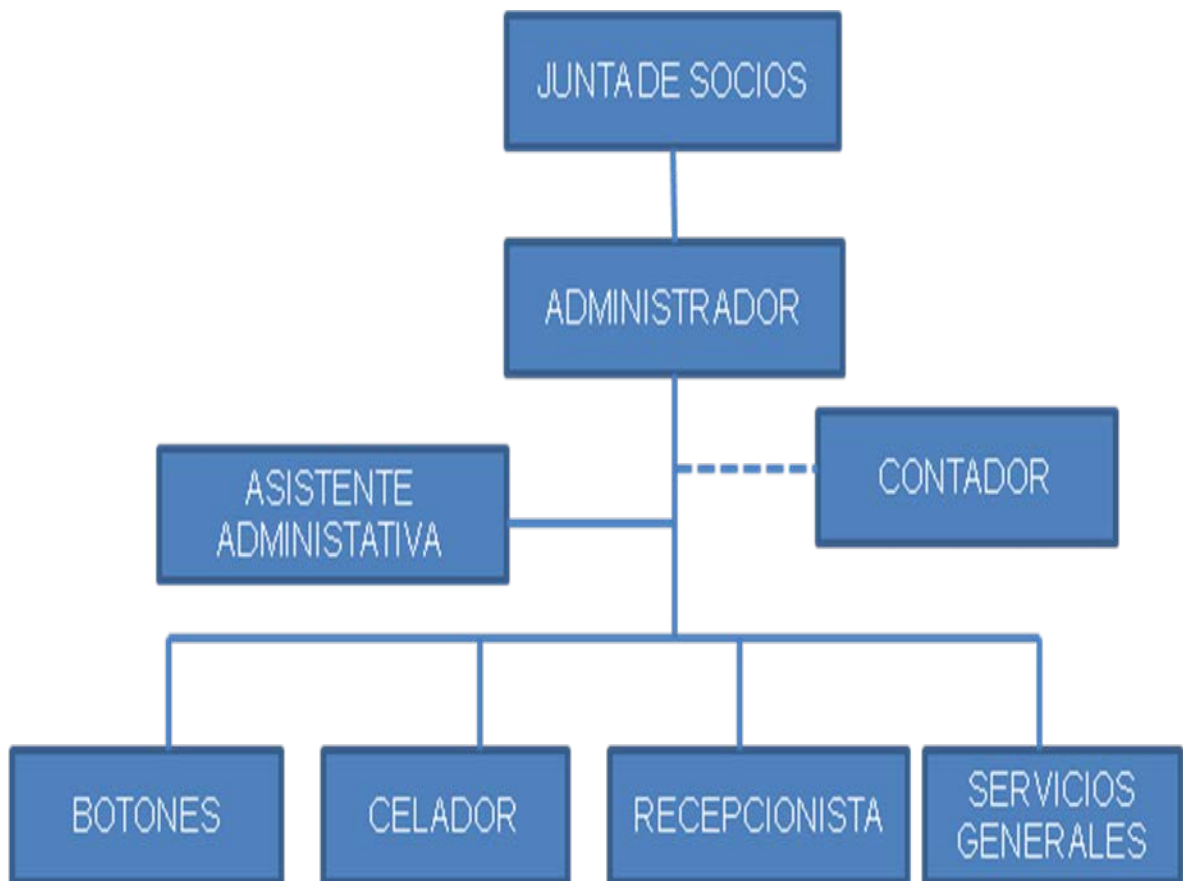 JUNTA DE SOCIOS
ADMINISTRADOR
CONTADOR
ASISTENTE
ADMINISTATIVA
BOTONES
CELADOR
RECEPCIONISTA
SERVICIOS
GENERALES